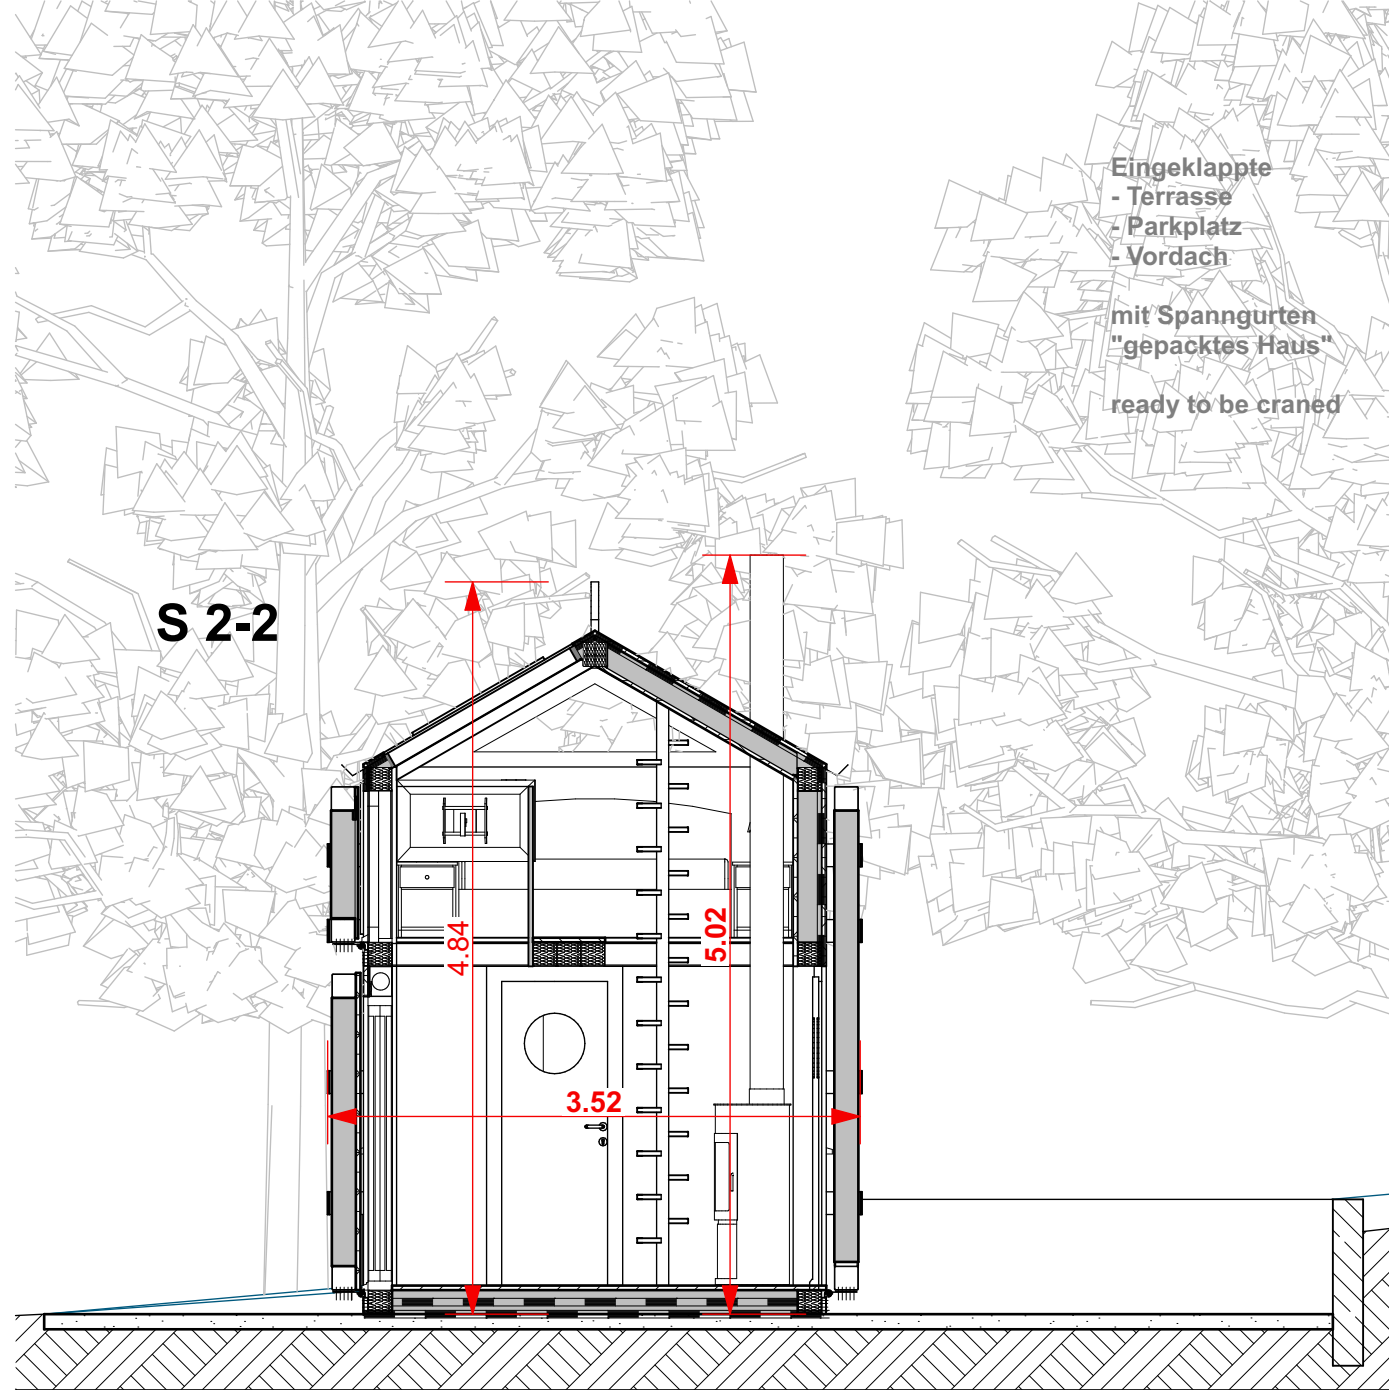 Eingeklappte
- Terrasse
- Parkplatz
- Vordach
mit Spanngurten
"gepacktes Haus"
ready to be craned
S 2-2
4.84
5.02
3.52